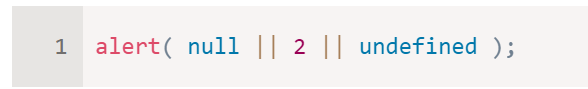 1 alert( null || 2 || undefined );